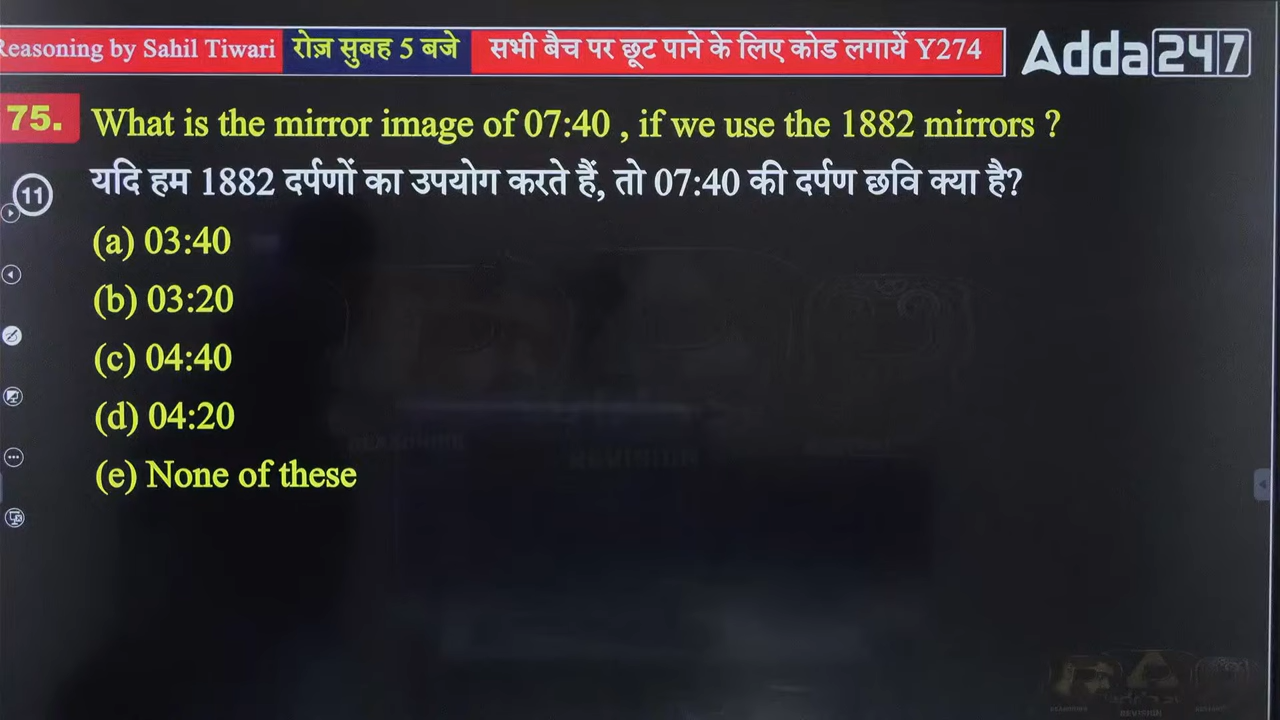 Reasoning by Sahil Tiwari रोज़ सुबह 5 बजे सभी बैच पर छूट पाने के लिए कोड लगायें Y274 Adda247
75. What is the mirror image of 07:40 , if we use the 1882 mirrors ?
11 यदि हम 1882 दर्पणों का उपयोग करते हैं, तो 07:40 की दर्पण छवि क्या है?
(a) 03:40
(b) 03:20
(c) 04:40
(d) 04:20
(e) None of these